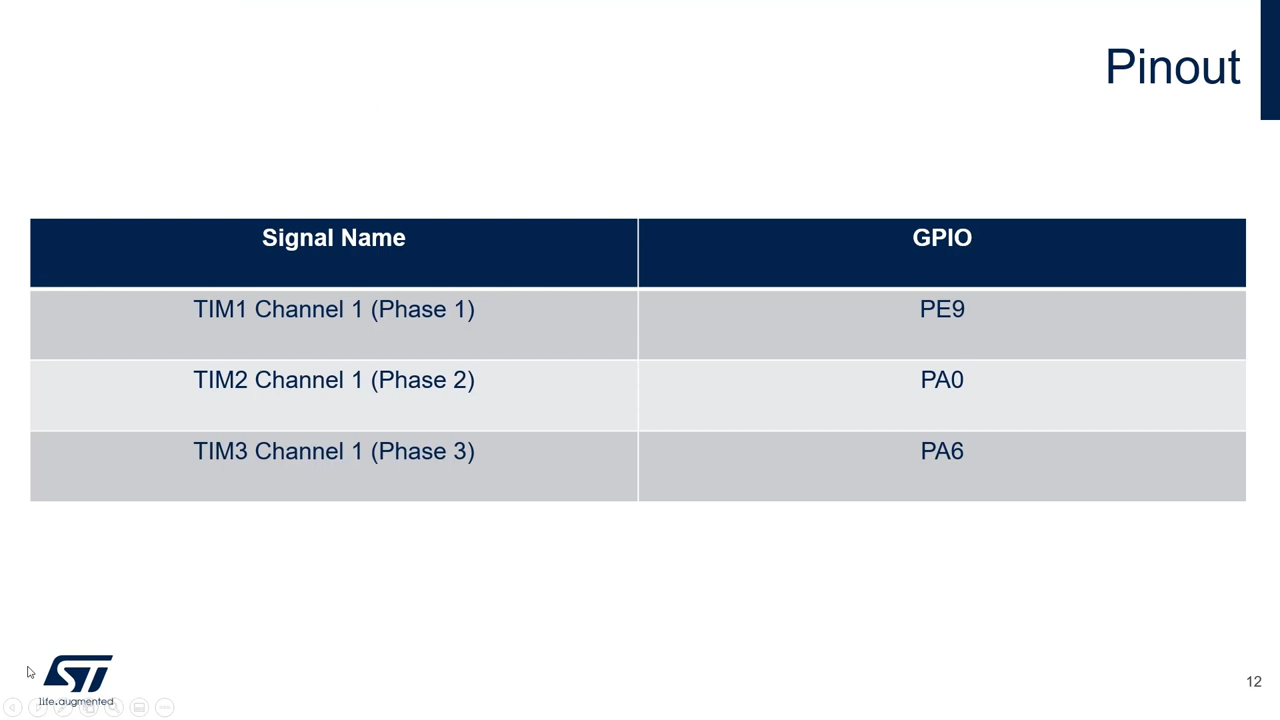 Pinout
Signal Name GPIO
TIM1 Channel 1 (Phase 1) PE9
TIM2 Channel 1 (Phase 2) PA0
TIM3 Channel 1 (Phase 3) PA6
ST
life.augmented
12